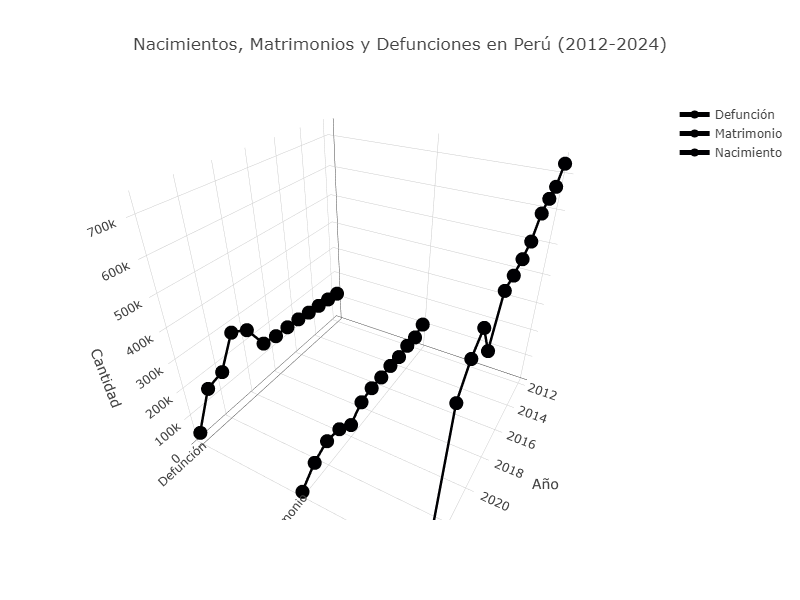 Nacimientos, Matrimonios y Defunciones en Perú (2012-2024)
Defunción
Matrimonio
Nacimiento
700k
600k
500k
400k
300k
200k
100k
0
Cantidad
Defunción
monio
2012
2014
2016
2018
2020
Año